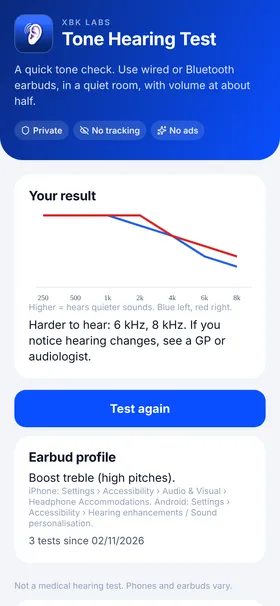 XBK LABS
Tone Hearing Test
A quick tone check. Use wired or Bluetooth
earbuds, in a quiet room, with volume at about
half.
Private
No tracking
No ads
Your result
250 500 1k 2k 4k 6k 8k
Higher = hears quieter sounds. Blue left, red right.
Harder to hear: 6 kHz, 8 kHz. If you
notice hearing changes, see a GP or
audiologist.
Test again
Earbud profile
Boost treble (high pitches).
iPhone: Settings › Accessibility › Audio & Visual ›
Headphone Accommodations. Android: Settings ›
Accessibility › Hearing enhancements / Sound
personalisation.
3 tests since 02/11/2026
Not a medical hearing test. Phones and earbuds vary.